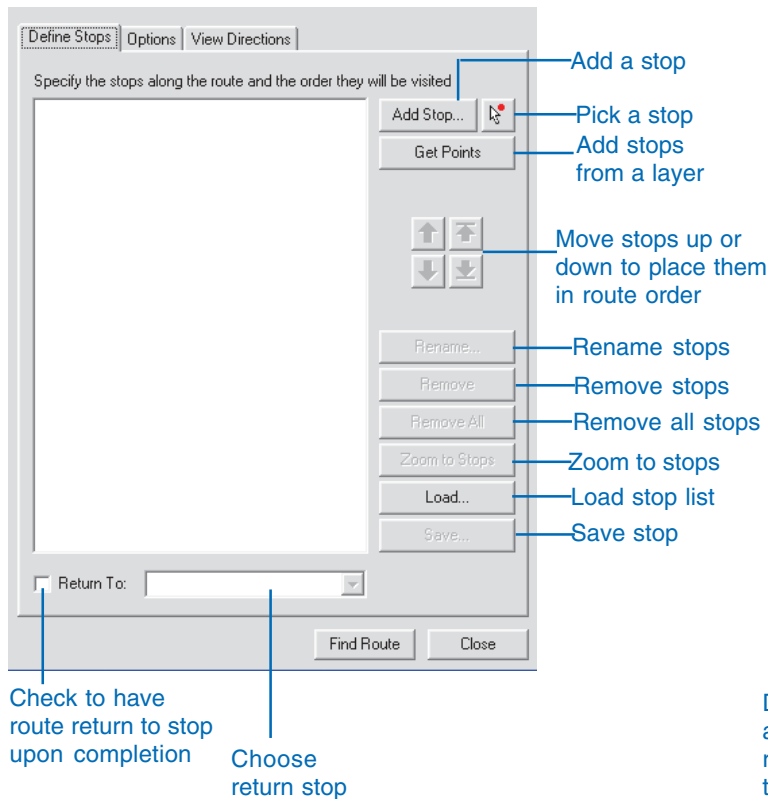 Define Stops Options View Directions
Specify the stops along the route and the order they will be visited
Add a stop
Add Stop...
Pick a stop
Get Points
Add stops
from a layer
Move stops up or
down to place them
in route order
Rename...
Rename stops
Remove
Remove stops
Remove All
Remove all stops
Zoom to Stops
Zoom to stops
Load...
Load stop list
Save...
Save stop
Return To:
Find Route Close
Check to have
route return to stop
upon completion
Choose
return stop